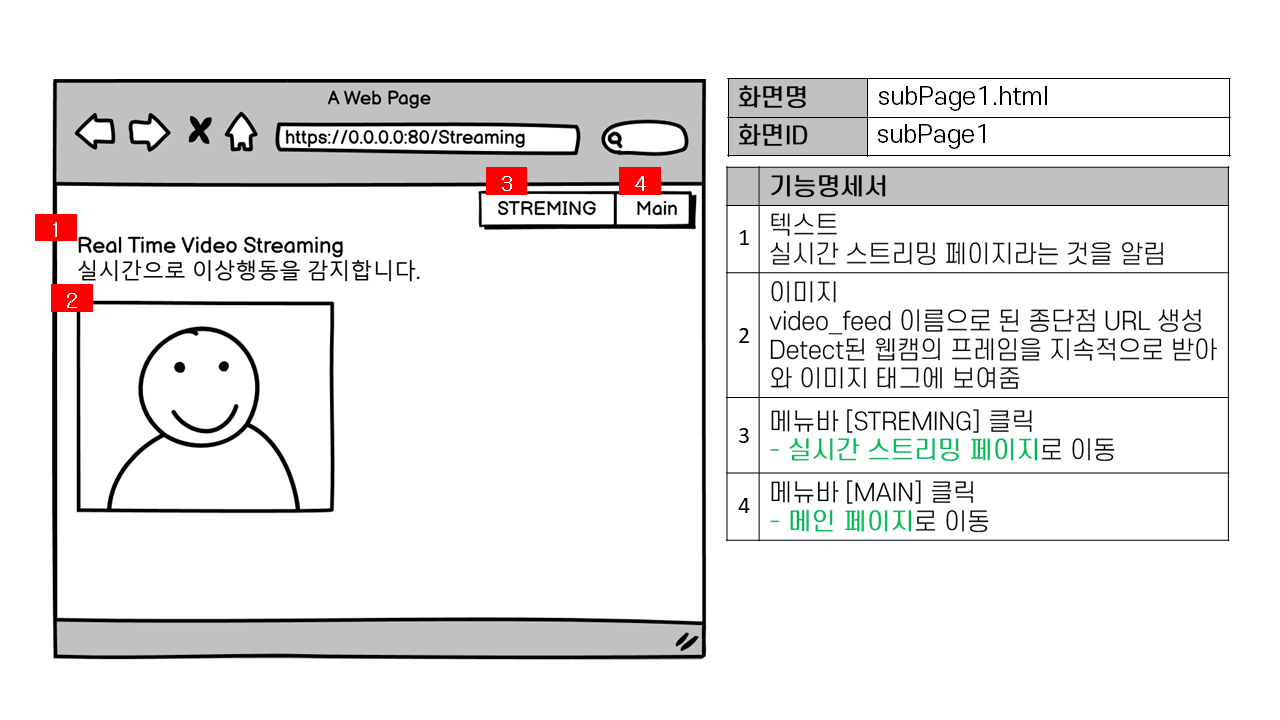 A Web Page
https://0.0.0.0:80/Streaming
3
4
STREMING
Main
1
Real Time Video Streaming
실시간으로 이상행동을 감지합니다.
2
화면명
subPage1.html
화면ID
subPage1
기능명세서
1
텍스트
실시간 스트리밍 페이지라는 것을 알림
2
이미지
video_feed 이름으로 된 종단점 URL 생성
Detect된 웹캠의 프레임을 지속적으로 받아
와 이미지 태그에 보여줌
3
메뉴바 [STREMING] 클릭
- 실시간 스트리밍 페이지로 이동
4
메뉴바 [MAIN] 클릭
- 메인 페이지로 이동